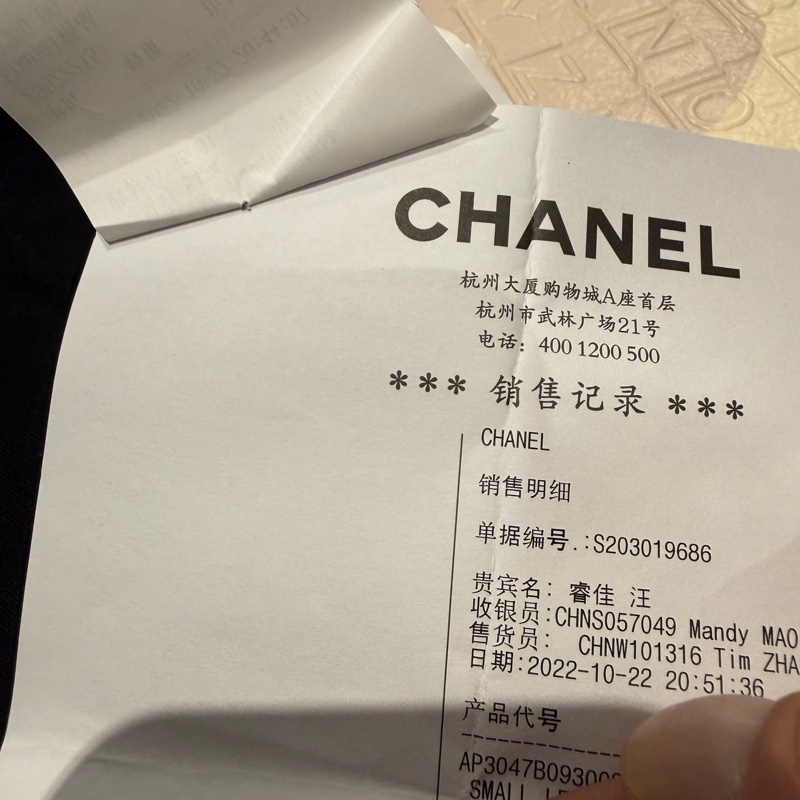 CHANEL
杭州大厦购物城A座首层
杭州市武林广场21号
电话：400 1200 500
*** 销售记录 ***
CHANEL
销售明细
单据编号.:S203019686
贵宾名: 睿佳 汪
收银员:CHNS057049 Mandy MAO
售货员: CHNW101316 Tim ZHA
日期:2022-10-22 20:51:36
产品代号
AP3047B0930
SMALL